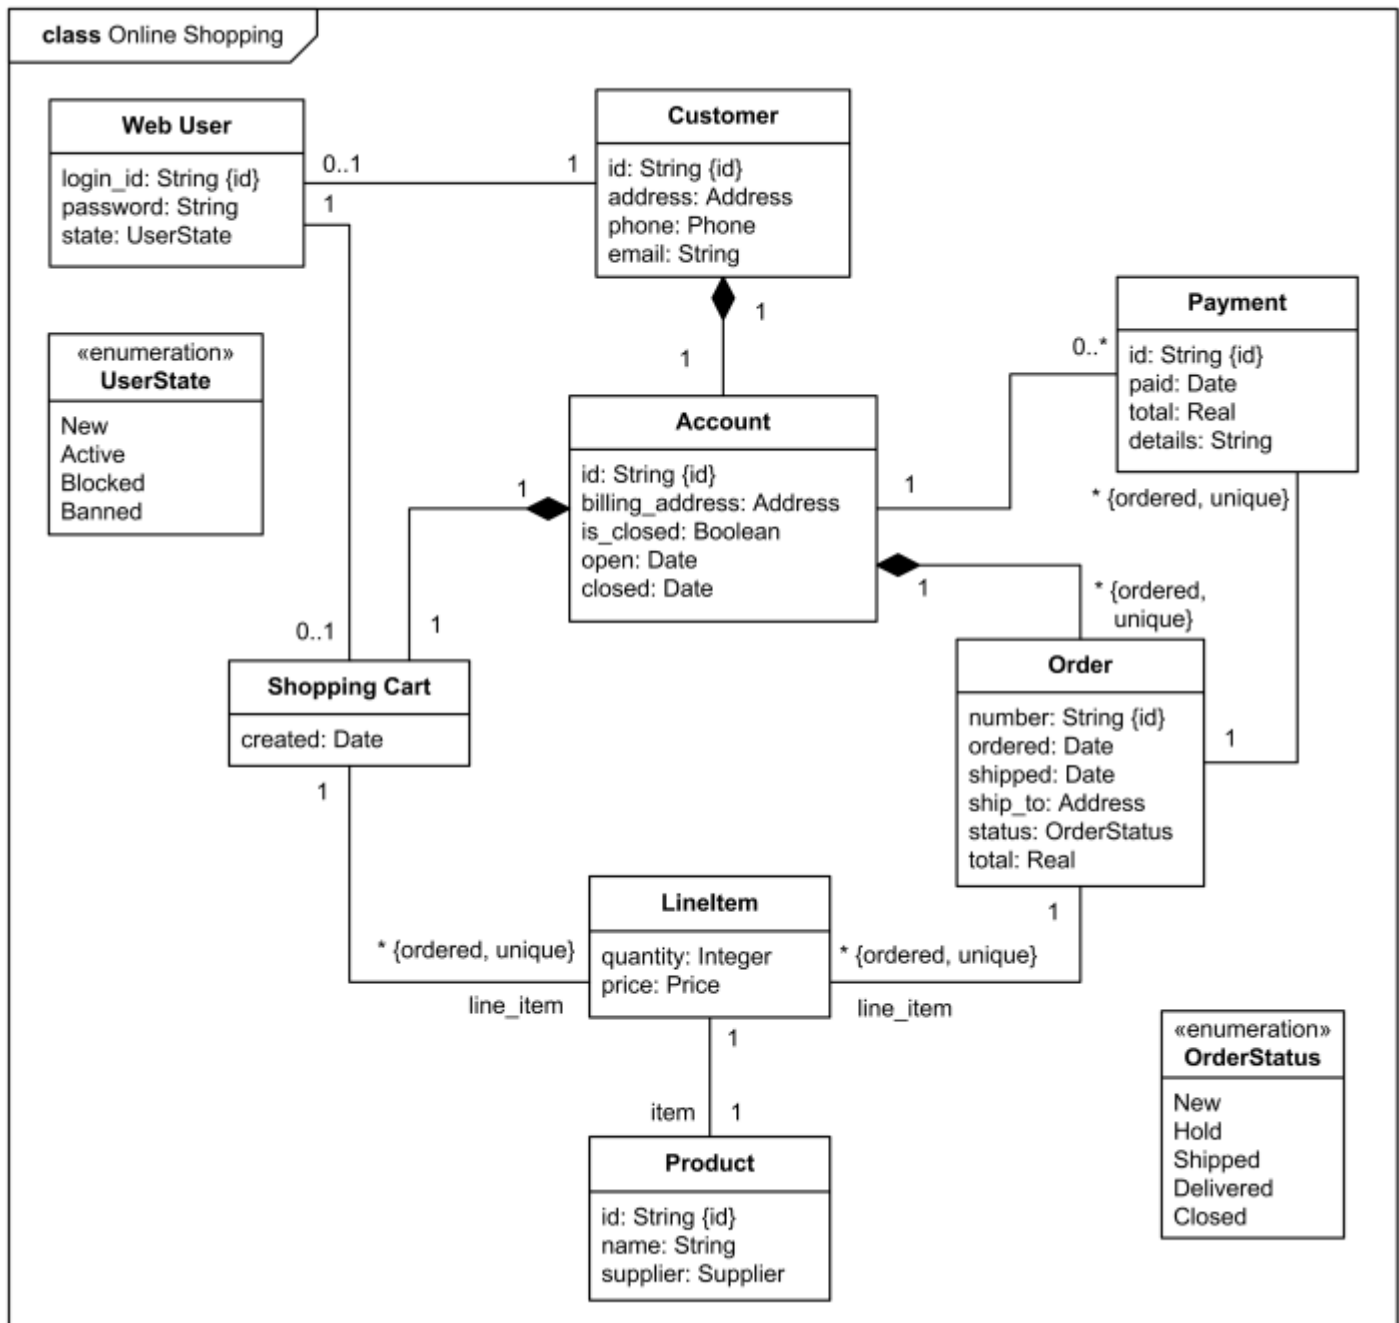 class Online Shopping
Web User
login_id: String {id}
password: String
state: UserState
0..1
1
1
Customer
id: String {id}
address: Address
phone: Phone
email: String
1
1
«enumeration»
UserState
New
Active
Blocked
Banned
Payment
id: String {id}
paid: Date
total: Real
details: String
0..*
* {ordered, unique}
Account
id: String {id}
billing_address: Address
is_closed: Boolean
open: Date
closed: Date
1
1
1
1
* {ordered,
unique}
0..1
Shopping Cart
created: Date
1
Order
number: String {id}
ordered: Date
shipped: Date
ship_to: Address
status: OrderStatus
total: Real
1
1
LineItem
quantity: Integer
price: Price
* {ordered, unique}
line_item
* {ordered, unique}
line_item
1
item
1
Product
id: String {id}
name: String
supplier: Supplier
«enumeration»
OrderStatus
New
Hold
Shipped
Delivered
Closed